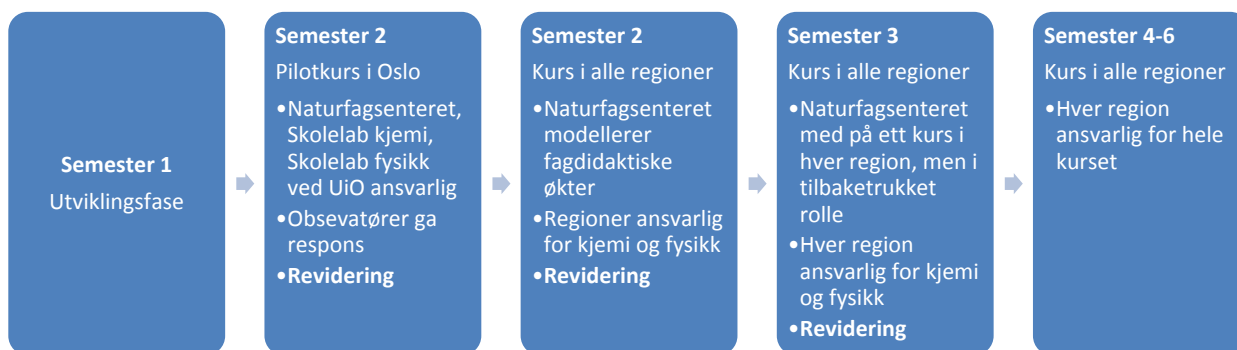 Semester 1
Utviklingsfase
Semester 2
Pilotkurs i Oslo
•Naturfagsenteret,
Skolelab kjemi,
Skolelab fysikk
ved UiO ansvarlig
•Obsevatører ga
respons
•Revidering
Semester 2
Kurs i alle regioner
•Naturfagsenteret
modellerer
fagdidaktiske
økter
•Regioner ansvarlig
for kjemi og fysikk
•Revidering
Semester 3
Kurs i alle regioner
•Naturfagsenteret
med på ett kurs i
hver region, men i
tilbaketrukket
rolle
•Hver region
ansvarlig for kjemi
og fysikk
•Revidering
Semester 4-6
Kurs i alle regioner
•Hver region
ansvarlig for hele
kurset